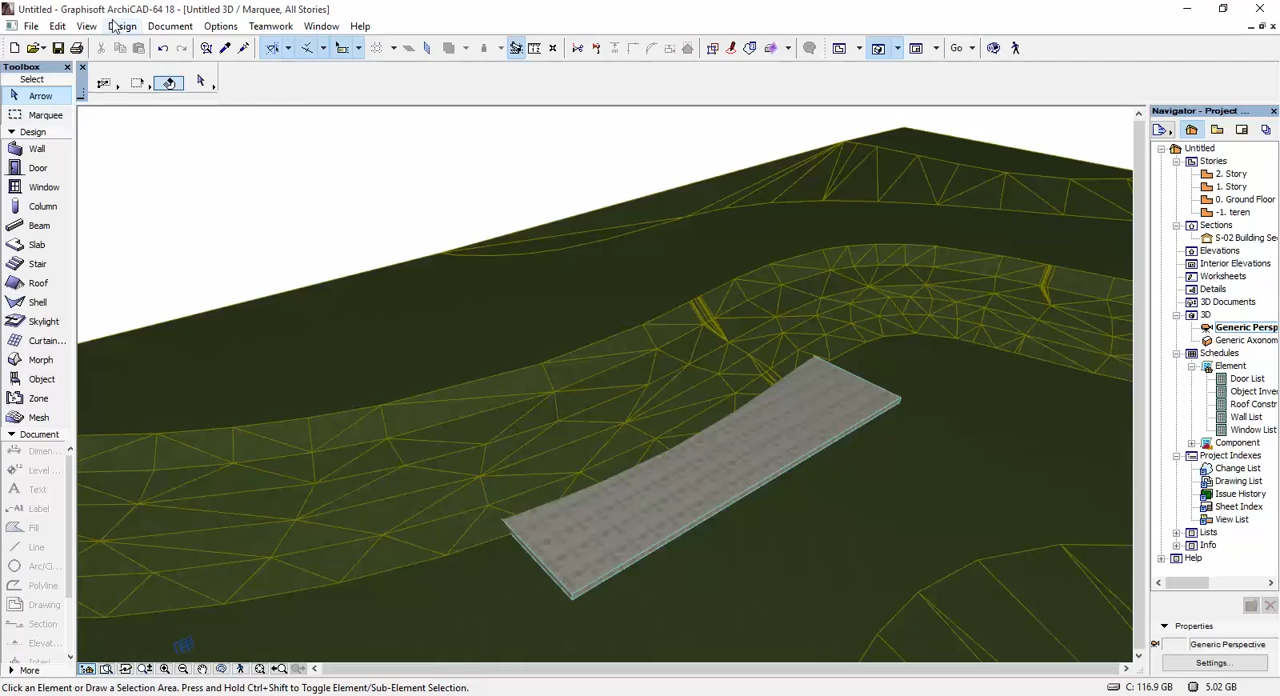 Untitled - Graphisoft ArchiCAD-64 18 - [Untitled 3D / Marquee, All Stories]
File Edit View Design Document Options Teamwork Window Help
Go
Toolbox
Select
Arrow
Marquee
Design
Wall
Door
Window
Column
Beam
Slab
Stair
Roof
Shell
Skylight
Curtain...
Morph
Object
Zone
Mesh
Document
Dimen...
Level ...
Text
Label
Fill
Line
Arc/Ci...
Polyline
Drawing
Section
Elevat...
Interi...
More
Navigator - Project ...
Untitled
Stories
2. Story
1. Story
0. Ground Floor
-1. teren
Sections
S-02 Building Se
Elevations
Interior Elevations
Worksheets
Details
3D Documents
3D
Generic Persp
Generic Axonom
Schedules
Element
Door List
Object Inve
Roof Constr
Wall List
Window List
Component
Project Indexes
Change List
Drawing List
Issue History
Sheet Index
View List
Lists
Info
Help
Properties
Generic Perspective
Settings...
Click an Element or Draw a Selection Area. Press and Hold Ctrl+Shift to Toggle Element/Sub-Element Selection.
C: 116.9 GB
5.02 GB